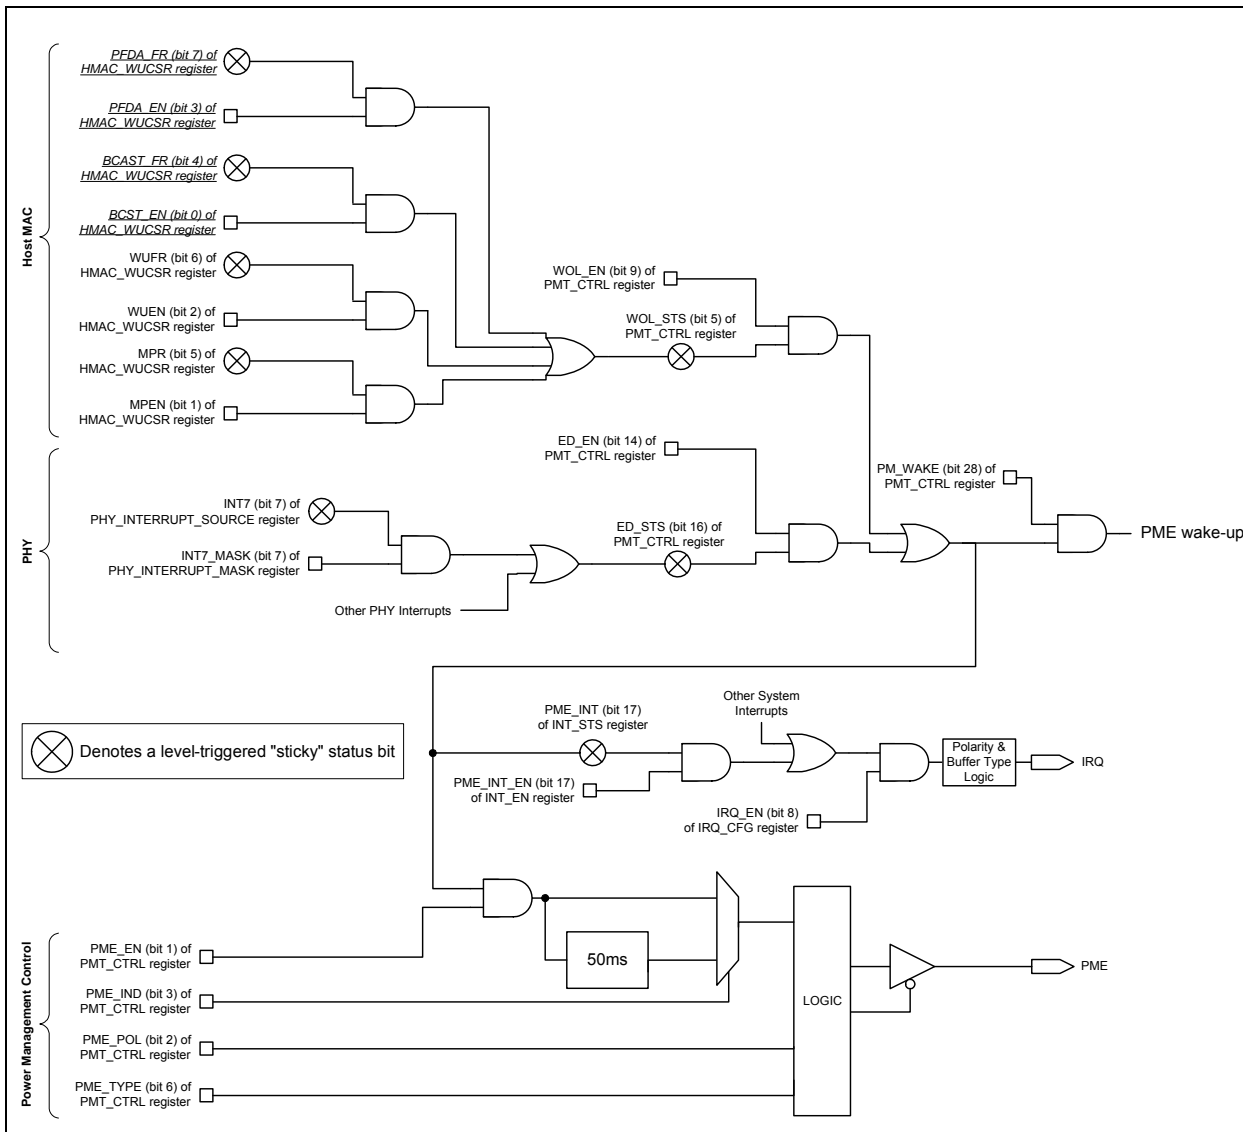 Host MAC
PFDA_FR (bit 7) of
HMAC_WUCSR register
PFDA_EN (bit 3) of
HMAC_WUCSR register
BCAST_FR (bit 4) of
HMAC_WUCSR register
BCST_EN (bit 0) of
HMAC_WUCSR register
WUFR (bit 6) of
HMAC_WUCSR register
WUEN (bit 2) of
HMAC_WUCSR register
MPR (bit 5) of
HMAC_WUCSR register
MPEN (bit 1) of
HMAC_WUCSR register
WOL_EN (bit 9) of
PMT_CTRL register
WOL_STS (bit 5) of
PMT_CTRL register
PHY
INT7 (bit 7) of
PHY_INTERRUPT_SOURCE register
INT7_MASK (bit 7) of
PHY_INTERRUPT_MASK register
Other PHY Interrupts
ED_EN (bit 14) of
PMT_CTRL register
ED_STS (bit 16) of
PMT_CTRL register
PM_WAKE (bit 28) of
PMT_CTRL register
PME wake-up
Denotes a level-triggered "sticky" status bit
PME_INT (bit 17)
of INT_STS register
PME_INT_EN (bit 17)
of INT_EN register
Other System
Interrupts
IRQ_EN (bit 8)
of IRQ_CFG register
Polarity &
Buffer Type
Logic
IRQ
Power Management Control
PME_EN (bit 1) of
PMT_CTRL register
PME_IND (bit 3) of
PMT_CTRL register
PME_POL (bit 2) of
PMT_CTRL register
PME_TYPE (bit 6) of
PMT_CTRL register
50ms
LOGIC
PME